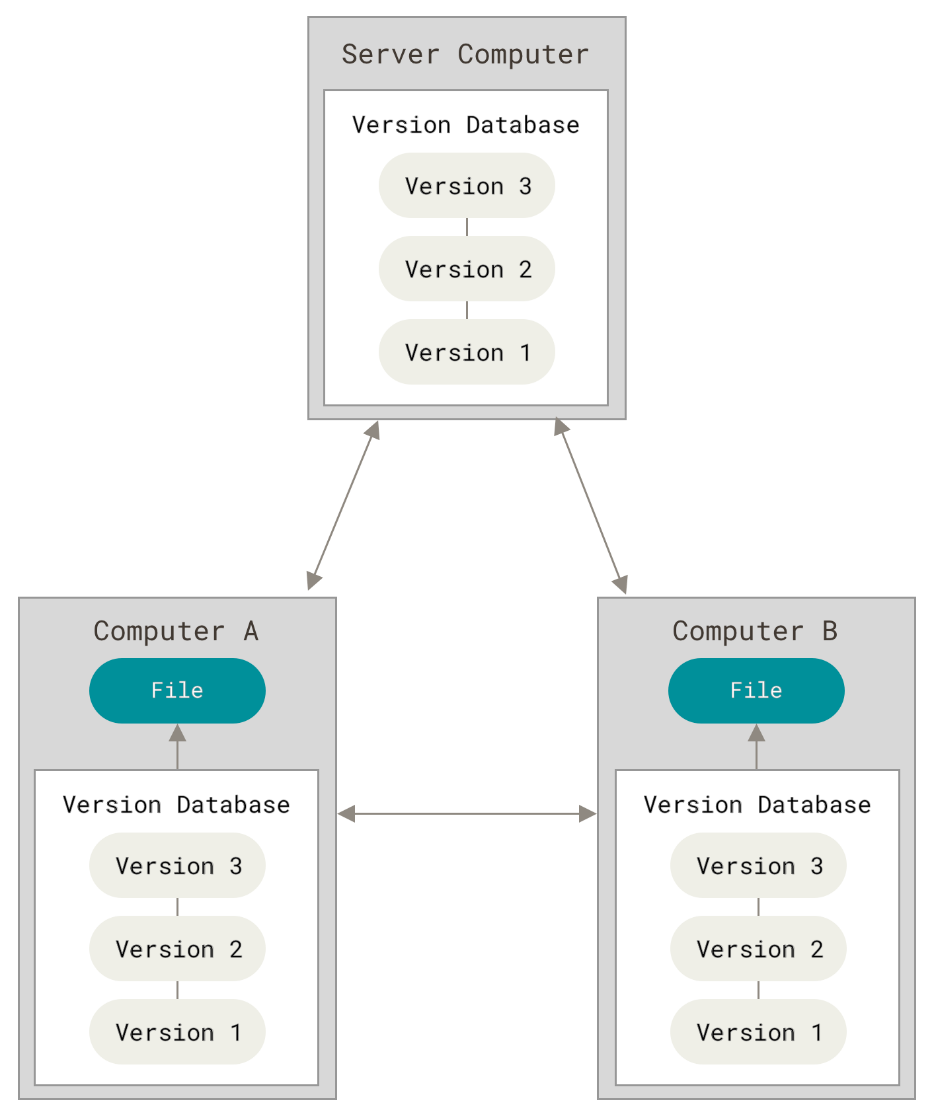 Server Computer
Version Database
Version 3
Version 2
Version 1
Computer A
File
Version Database
Version 3
Version 2
Version 1
Computer B
File
Version Database
Version 3
Version 2
Version 1